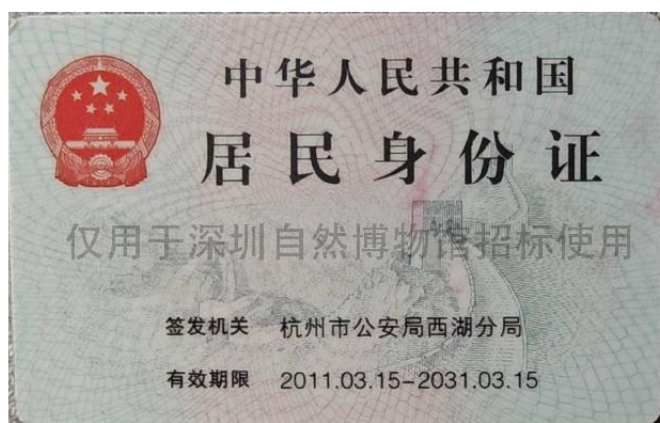 中华人民共和国
居民身份证
仅用于深圳自然博物馆招标使用
签发机关 杭州市公安局西湖分局
有效期限 2011.03.15-2031.03.15